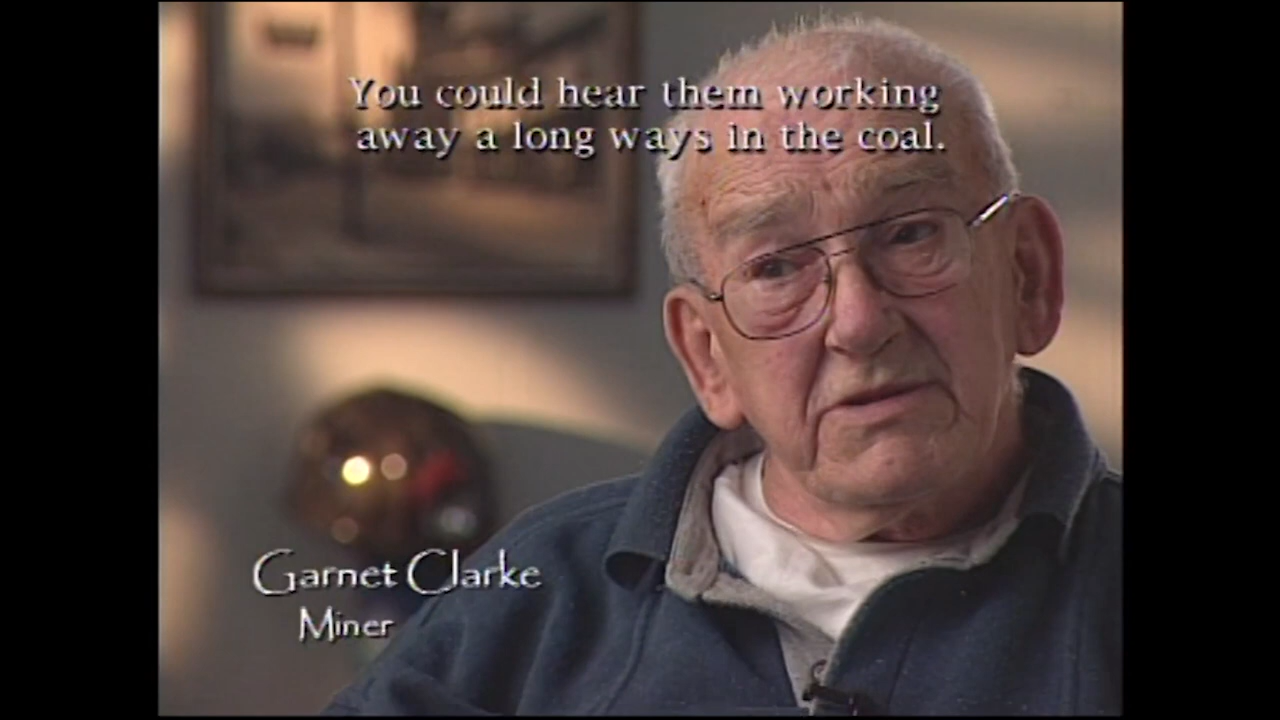 You could hear them working
away a long ways in the coal.
Garnet Clarke
Miner